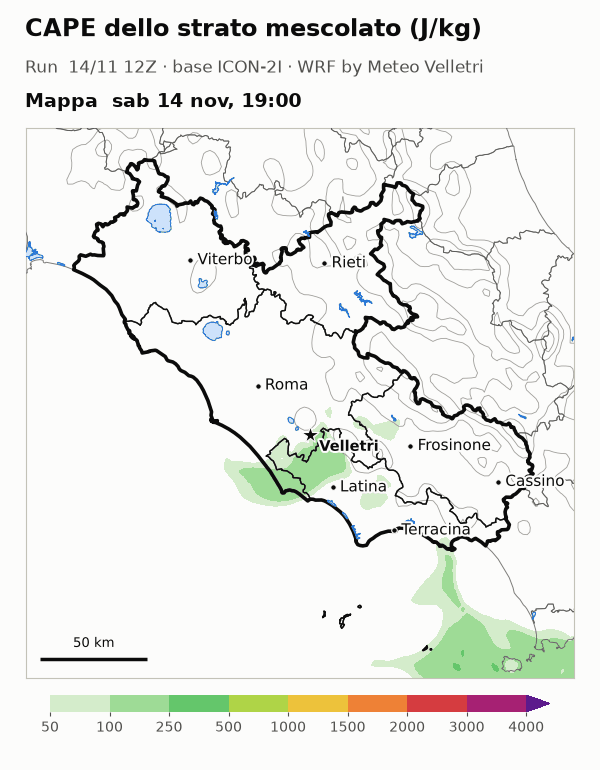 CAPE dello strato mescolato (J/kg)
Run  14/11 12Z · base ICON-2I · WRF by Meteo Velletri
Mappa  sab 14 nov, 19:00
Viterbo
Rieti
Roma
Velletri
Frosinone
Latina
Cassino
Terracina
50 km
50 100 250 500 1000 1500 2000 3000 4000